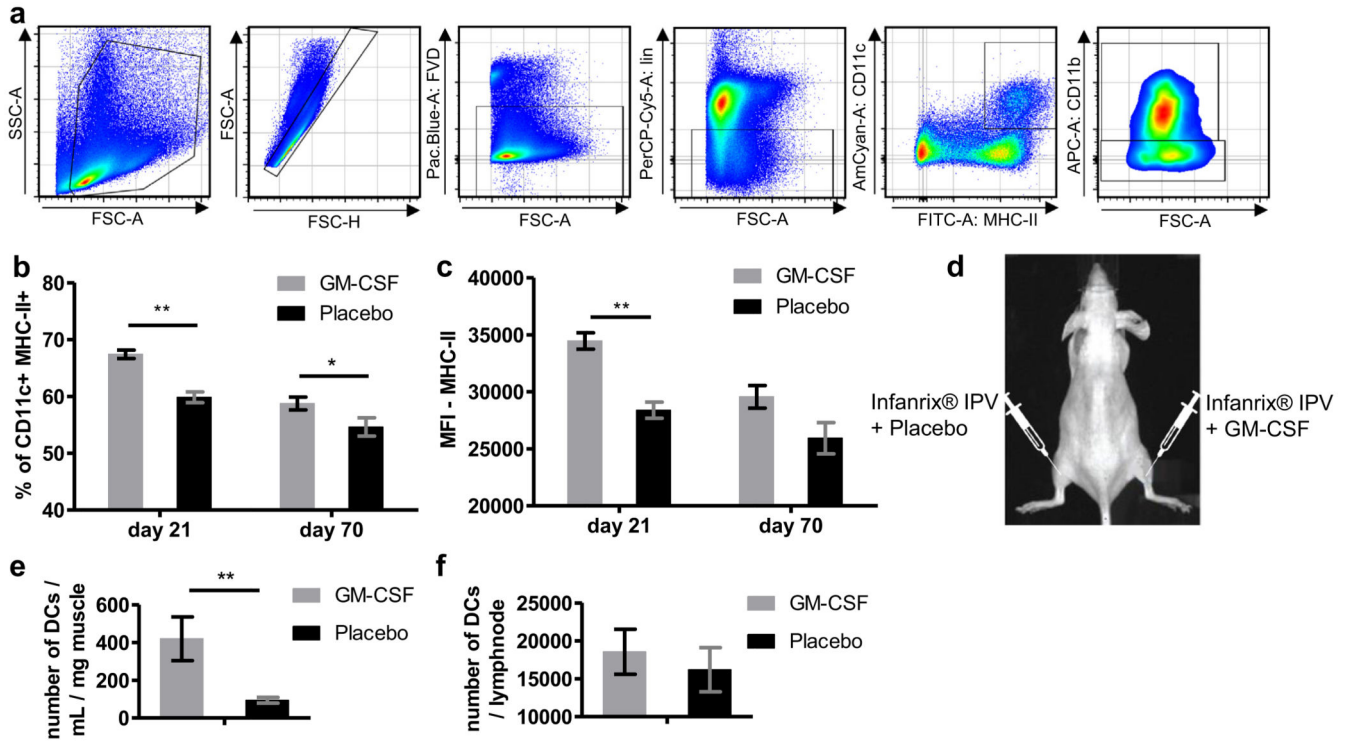 a
SSC-A
FSC-A
FSC-A
FSC-H
Pac.Blue-A: FVD
FSC-A
PerCP-Cy5-A: lin
FSC-A
AmCyan-A: CD11c
FITC-A: MHC-II
APC-A: CD11b
FSC-A
b
% of CD11c+ MHC-II+
80
70
60
50
40
**
*
GM-CSF
Placebo
day 21
day 70
c
MFI - MHC-II
40000
35000
30000
25000
20000
**
GM-CSF
Placebo
day 21
day 70
d
Infanrix® IPV
+ Placebo
Infanrix® IPV
+ GM-CSF
e
number of DCs /
mL / mg muscle
600
400
200
0
**
GM-CSF
Placebo
f
number of DCs
/ lymphnode
25000
20000
15000
10000
GM-CSF
Placebo